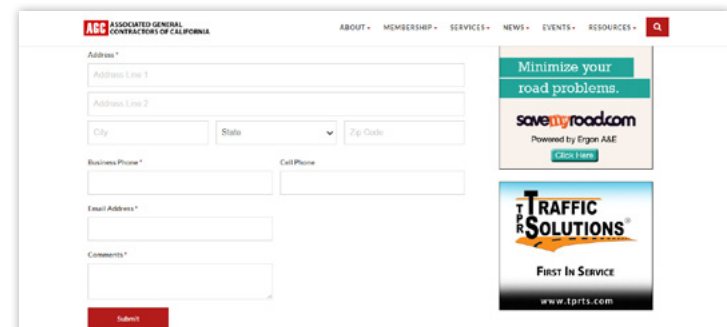 AGC ASSOCIATED GENERAL
CONTRACTORS OF CALIFORNIA
ABOUT MEMBERSHIP SERVICES NEWS EVENTS RESOURCES
Address *
Address Line 1
Address Line 2
City State Zip Code
Business Phone * Cell Phone
Email Address *
Comments *
Submit
Minimize your
road problems.
savemyroad.com
Powered by Ergon A&E
Click Here
TPR TRAFFIC
SOLUTIONS®
FIRST IN SERVICE
www.tprts.com